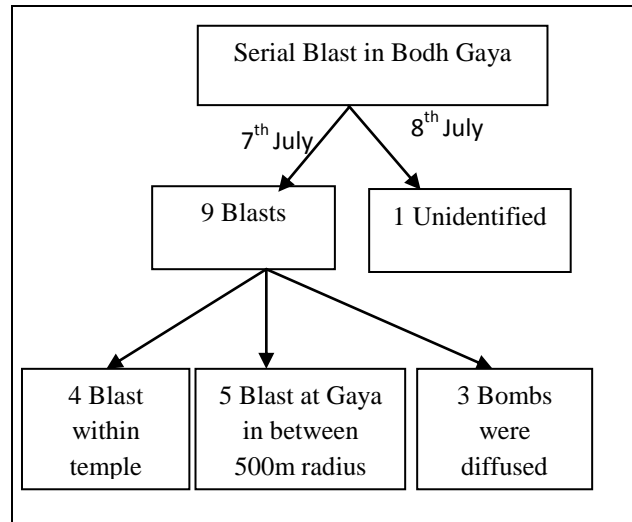 Serial Blast in Bodh Gaya
7th July
8th July
9 Blasts
1 Unidentified
4 Blast
within
temple
5 Blast at Gaya
in between
500m radius
3 Bombs
were
diffused